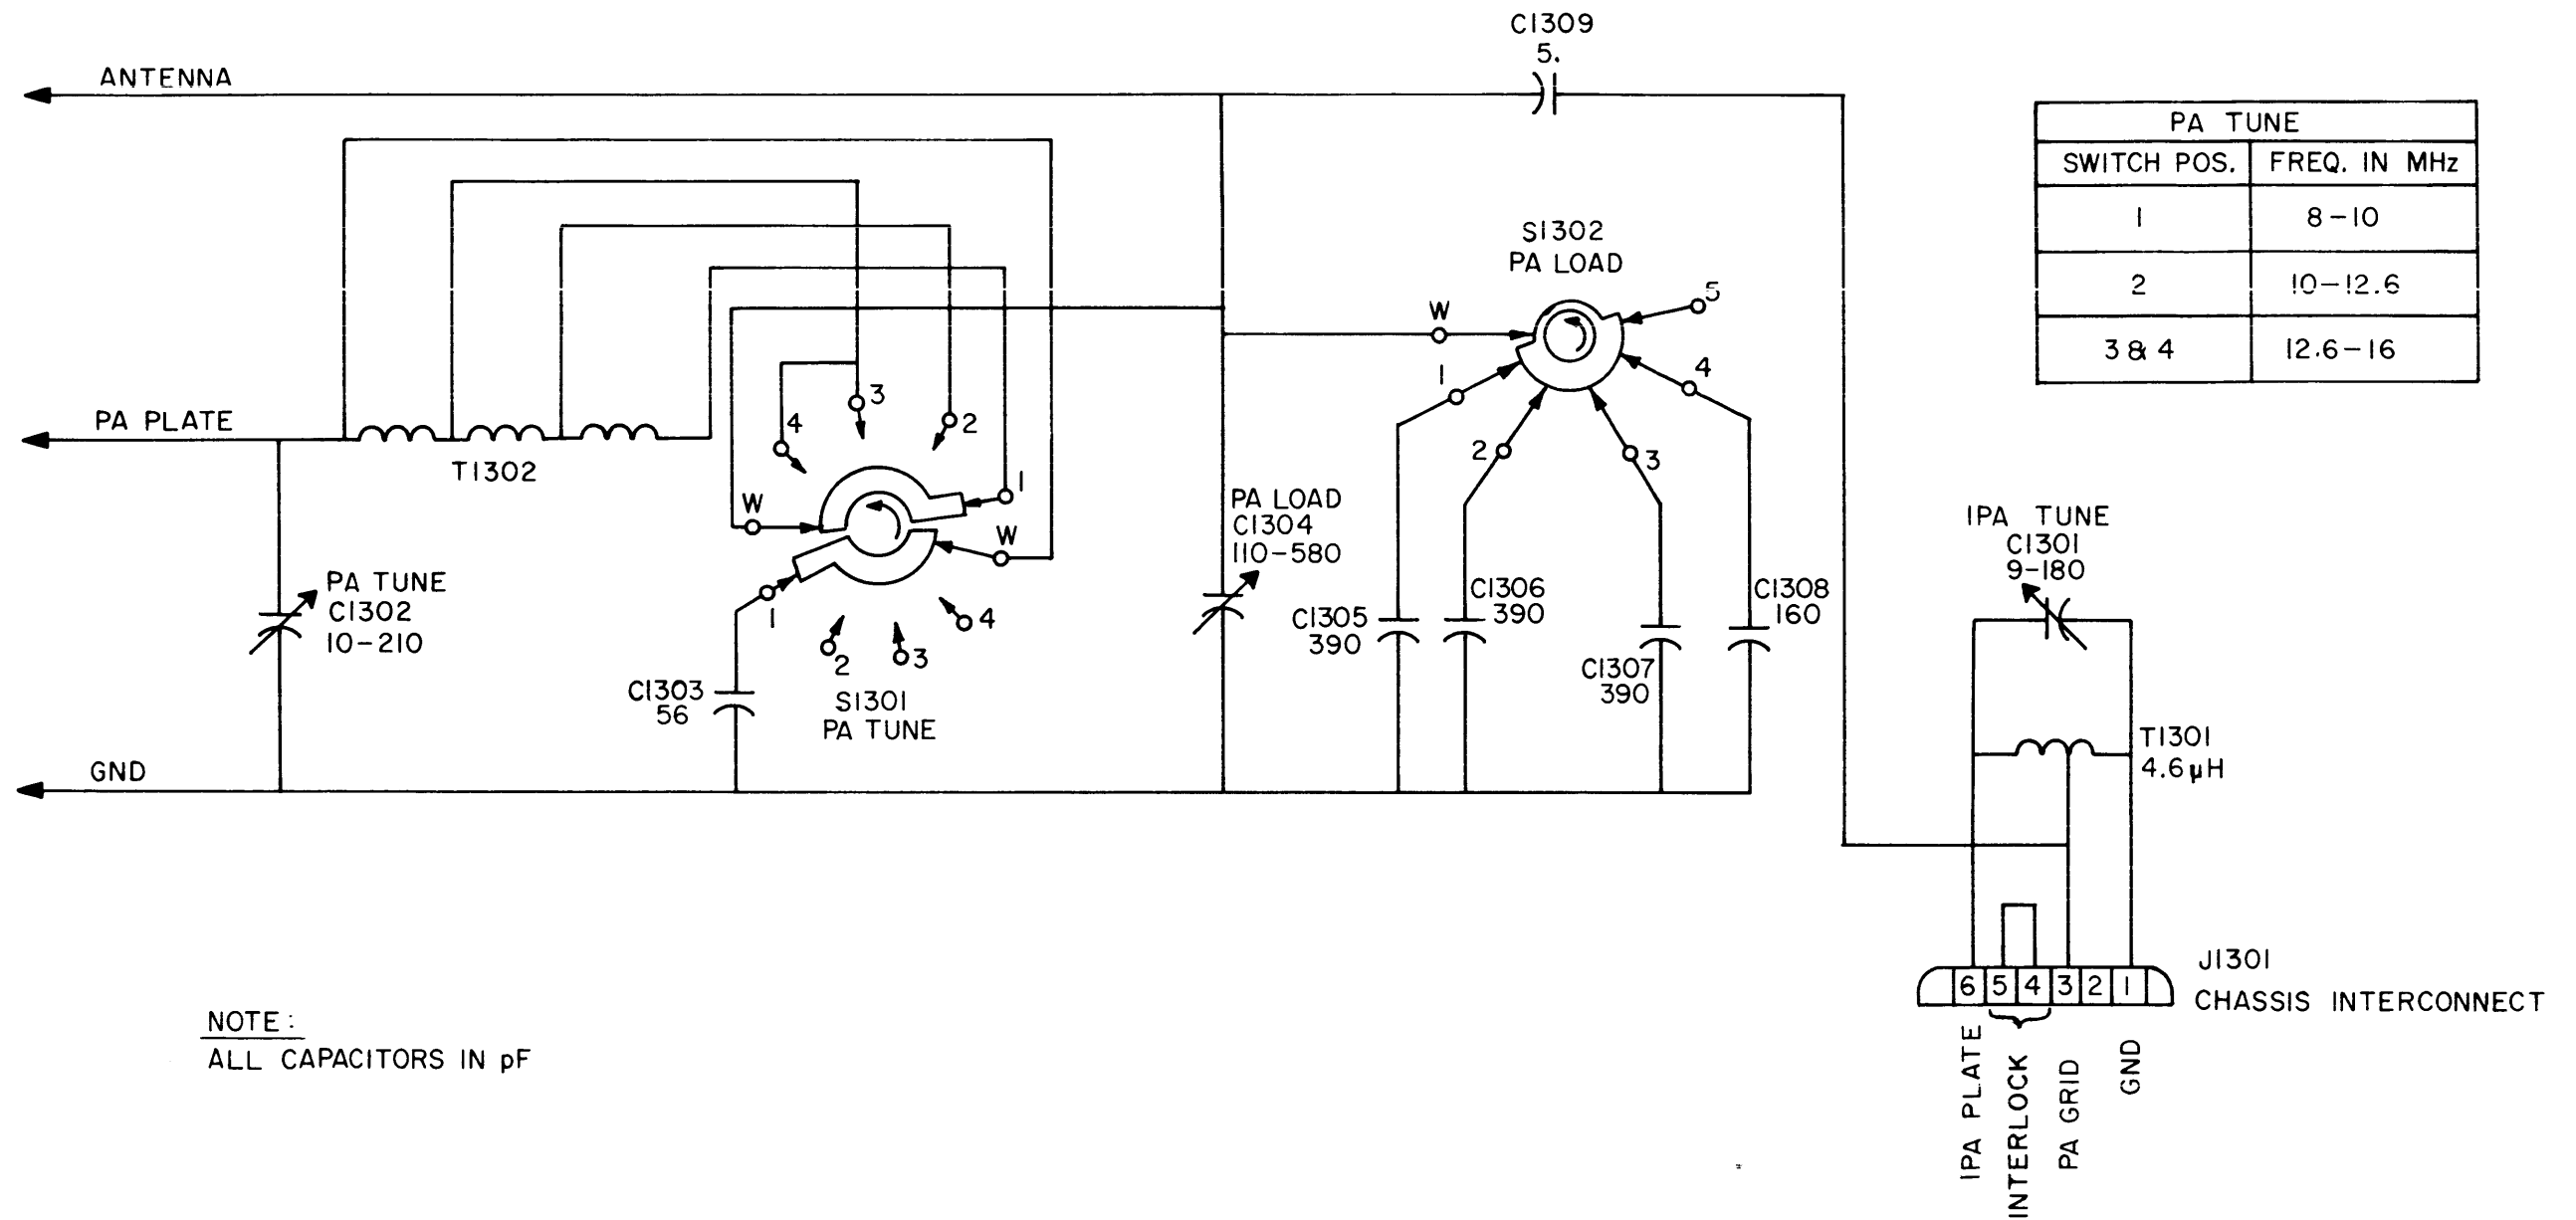 C1309
5.
ANTENNA
PA TUNE
SWITCH POS. FREQ. IN MHz
1 8-10
2 10-12.6
3 & 4 12.6-16
S1302
PA LOAD
W
5
1
4
2
3
PA PLATE
T1302
4
3
2
1
W
W
1
2
3
4
S1301
PA TUNE
PA TUNE
C1302
10-210
C1303
56
PA LOAD
C1304
110-580
C1305
390
C1306
390
C1307
390
C1308
160
IPA TUNE
C1301
9-180
T1301
4.6µH
GND
J1301
CHASSIS INTERCONNECT
6 5 4 3 2 1
IPA PLATE
INTERLOCK
PA GRID
GND
NOTE:
ALL CAPACITORS IN pF